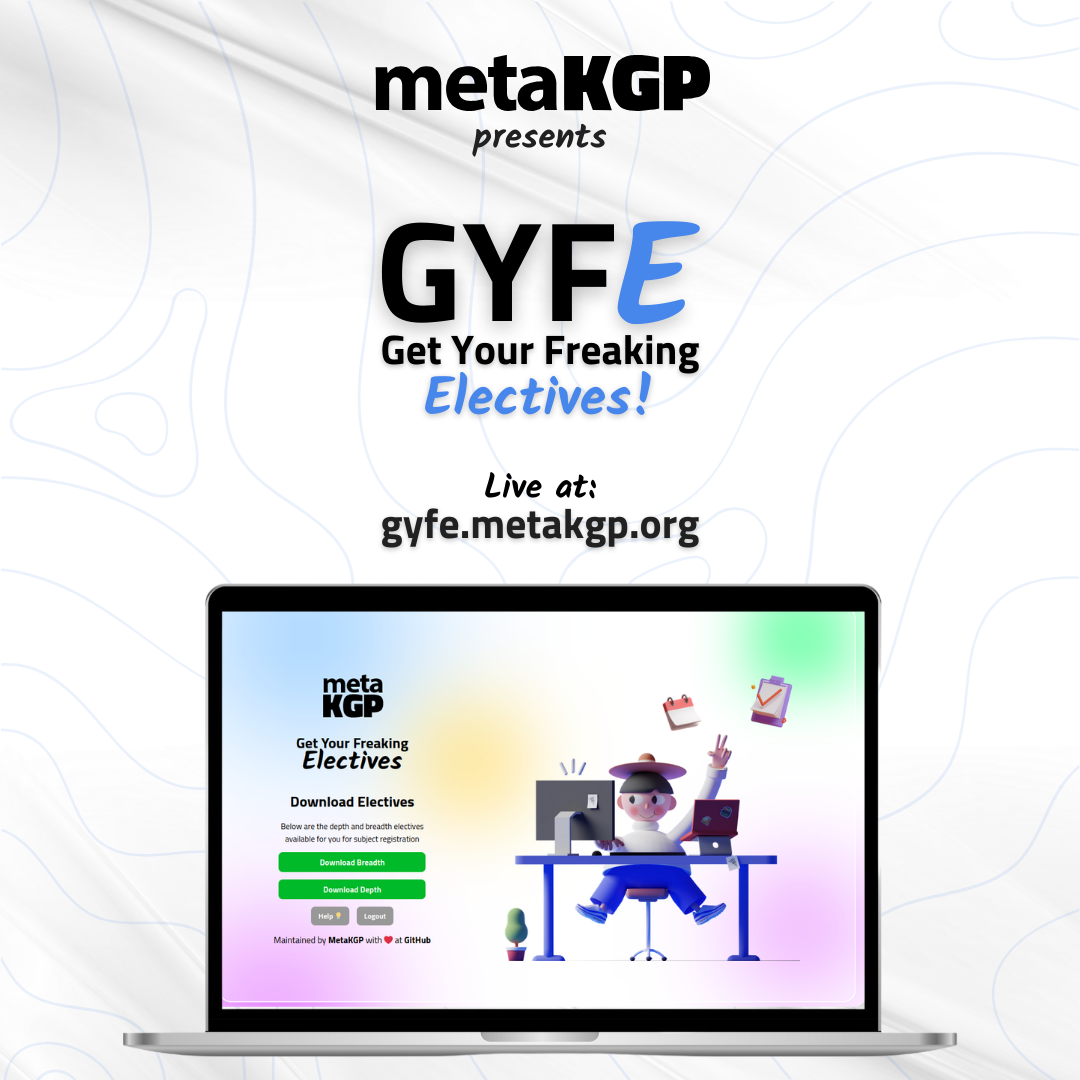 metaKGP
presents
GYFE
Get Your Freaking
Electives!
Live at:
gyfe.metakgp.org
meta
KGP
Get Your Freaking
Electives
Download Electives
Below are the depth and breadth electives
available for you for subject registration
Download Breadth
Download Depth
Help Logout
Maintained by MetaKGP with ❤️ at GitHub